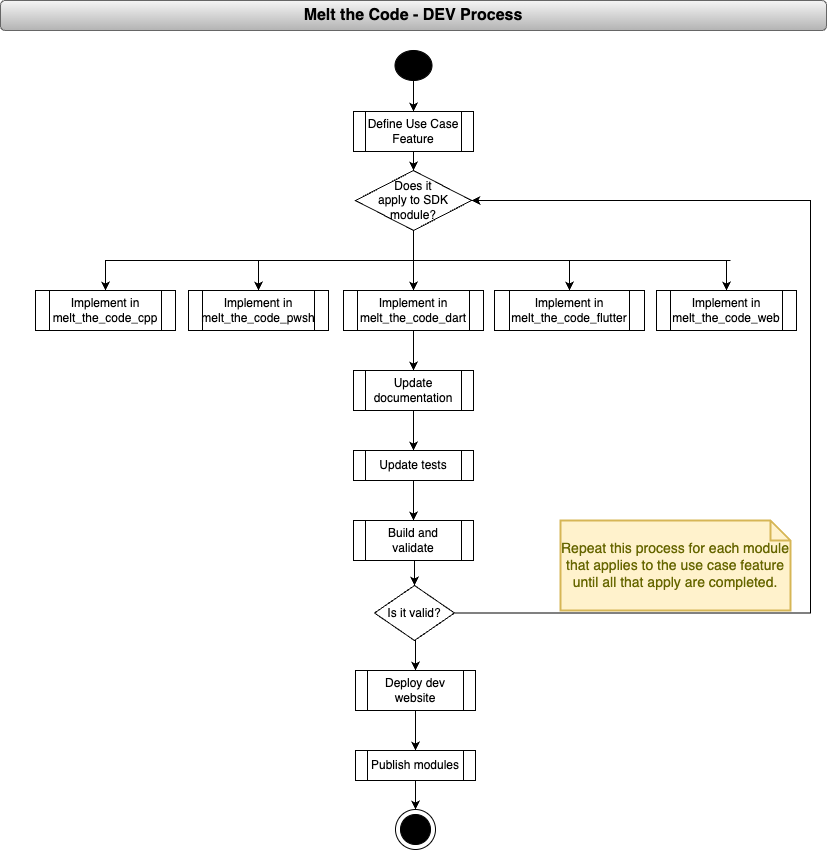 Melt the Code - DEV Process
Define Use Case
Feature
Does it
apply to SDK
module?
Implement in
melt_the_code_cpp
Implement in
melt_the_code_pwsh
Implement in
melt_the_code_dart
Implement in
melt_the_code_flutter
Implement in
melt_the_code_web
Update
documentation
Update tests
Build and
validate
Repeat this process for each module
that applies to the use case feature
until all that apply are completed.
Is it valid?
Deploy dev
website
Publish modules